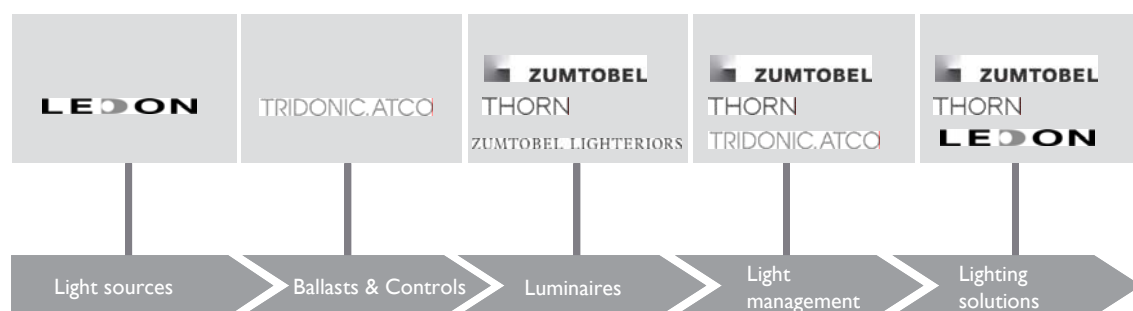 LEDON
TRIDONIC.ATCO
ZUMTOBEL
THORN
ZUMTOBEL LIGHTERIORS
ZUMTOBEL
THORN
TRIDONIC.ATCO
ZUMTOBEL
THORN
LEDON
Light sources
Ballasts & Controls
Luminaires
Light
management
Lighting
solutions